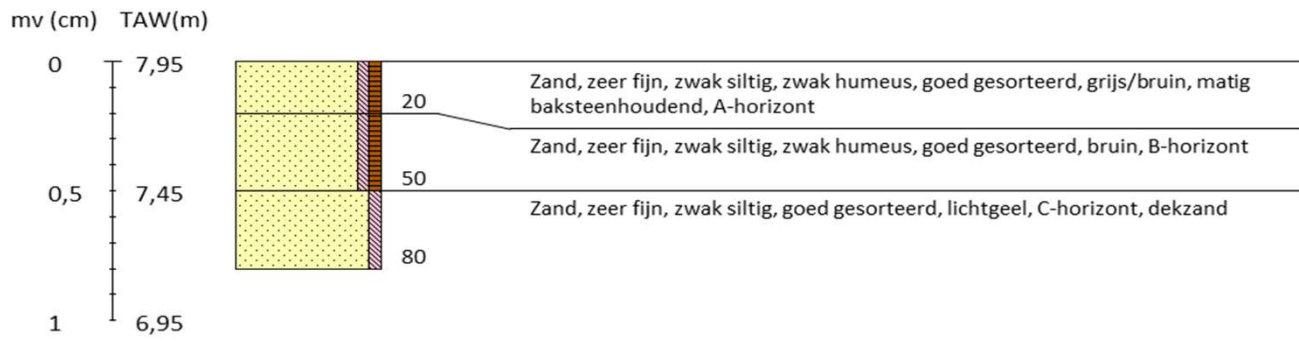 mv (cm) TAW(m)
0 7,95
Zand, zeer fijn, zwak siltig, zwak humeus, goed gesorteerd, grijs/bruin, matig
baksteenhoudend, A-horizont
20
Zand, zeer fijn, zwak siltig, zwak humeus, goed gesorteerd, bruin, B-horizont
50
0,5 7,45
Zand, zeer fijn, zwak siltig, goed gesorteerd, lichtgeel, C-horizont, dekzand
80
1 6,95